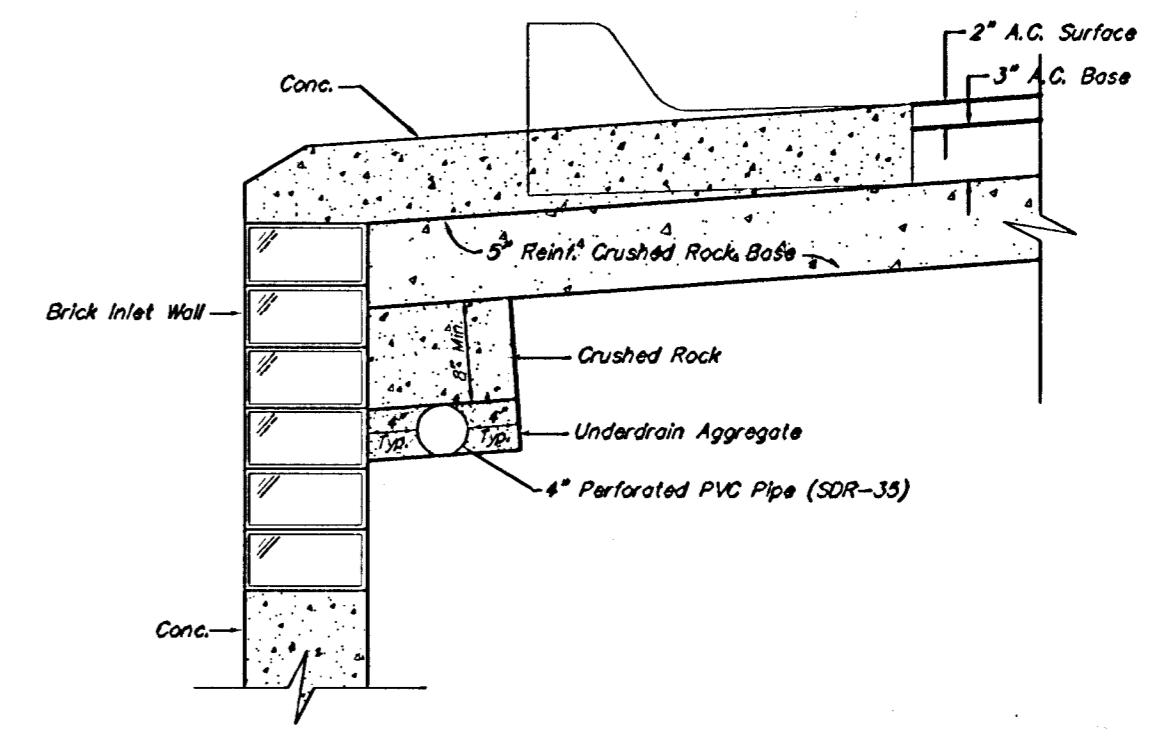 2" A.C. Surface
3" A.C. Base
Conc.
5" Reinf. Crushed Rock Base
Brick Inlet Wall
8" Min.
Crushed Rock
4" Typ.
4" Typ.
Underdrain Aggregate
4" Perforated PVC Pipe (SDR-35)
Conc.